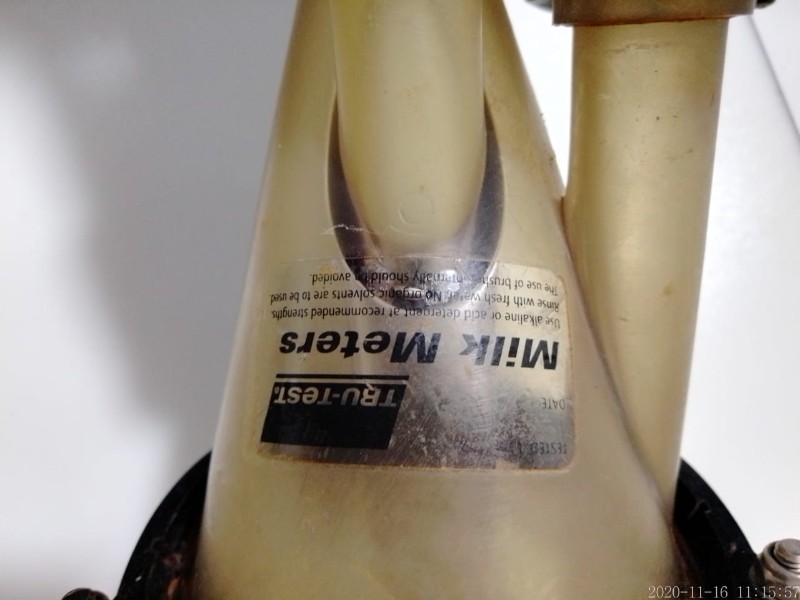 TESTED
DATE
TRU-TEST.
Milk Meters
Use alkaline or acid detergent at recommended strengths.
Rinse with fresh water. No organic solvents are to be used.
The use of brushes internally should be avoided.
2020-11-16 11:15:57